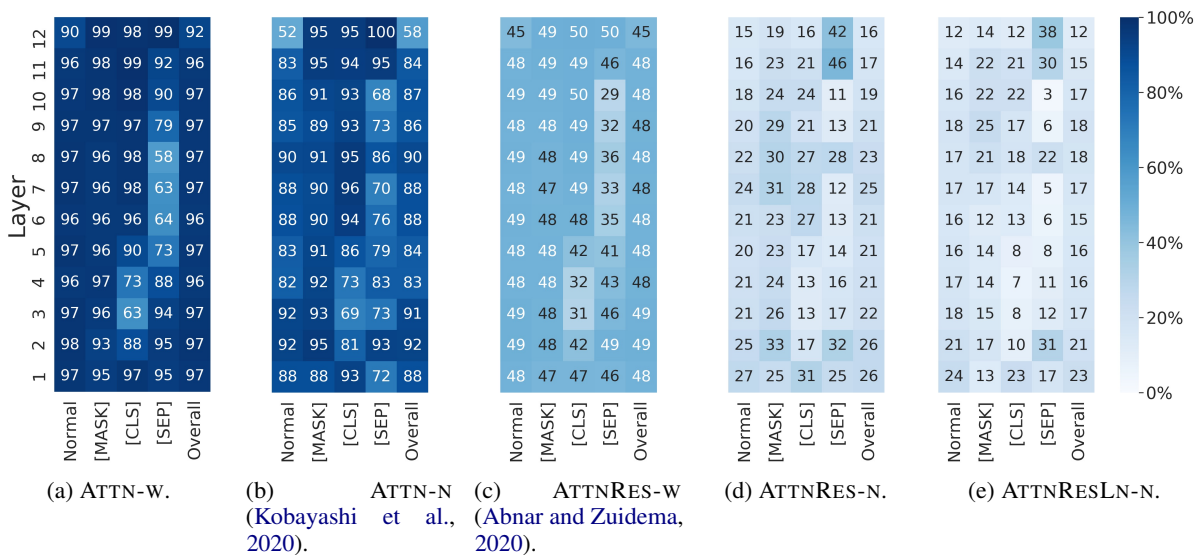 Layer
12 90 99 98 99 92 52 95 95 100 58 45 49 50 50 45 15 19 16 42 16 12 14 12 38 12 100%
11 96 98 99 92 96 83 95 94 95 84 48 49 49 46 48 16 23 21 46 17 14 22 21 30 15
10 97 98 98 90 97 86 91 93 68 87 49 49 50 29 48 18 24 24 11 19 16 22 22 3 17 80%
9 97 97 97 79 97 85 89 93 73 86 48 48 49 32 48 20 29 21 13 21 18 25 17 6 18
8 97 96 98 58 97 90 91 95 86 90 49 48 49 36 48 22 30 27 28 23 17 21 18 22 18 60%
7 97 96 98 63 97 88 90 96 70 88 48 47 49 33 48 24 31 28 12 25 17 17 14 5 17
6 96 96 96 64 96 88 90 94 76 88 49 48 48 35 48 21 23 27 13 21 16 12 13 6 15
5 97 96 90 73 97 83 91 86 79 84 48 48 42 41 48 20 23 17 14 21 16 14 8 8 16 40%
4 96 97 73 88 96 82 92 73 83 83 48 48 32 43 48 21 24 13 16 21 17 14 7 11 16
3 97 96 63 94 97 92 93 69 73 91 49 48 31 46 49 21 26 13 17 22 18 15 8 12 17 20%
2 98 93 88 95 97 92 95 81 93 92 49 48 42 49 49 25 33 17 32 26 21 17 10 31 21
1 97 95 97 95 97 88 88 93 72 88 48 47 47 46 48 27 25 31 25 26 24 13 23 17 23 0%
Normal [MASK] [CLS] [SEP] Overall Normal [MASK] [CLS] [SEP] Overall Normal [MASK] [CLS] [SEP] Overall Normal [MASK] [CLS] [SEP] Overall Normal [MASK] [CLS] [SEP] Overall
(a) ATTN-W.
(b) ATTN-N
(Kobayashi et al.,
2020).
(c) ATTNRES-W
(Abnar and Zuidema,
2020).
(d) ATTNRES-N.
(e) ATTNRESLN-N.